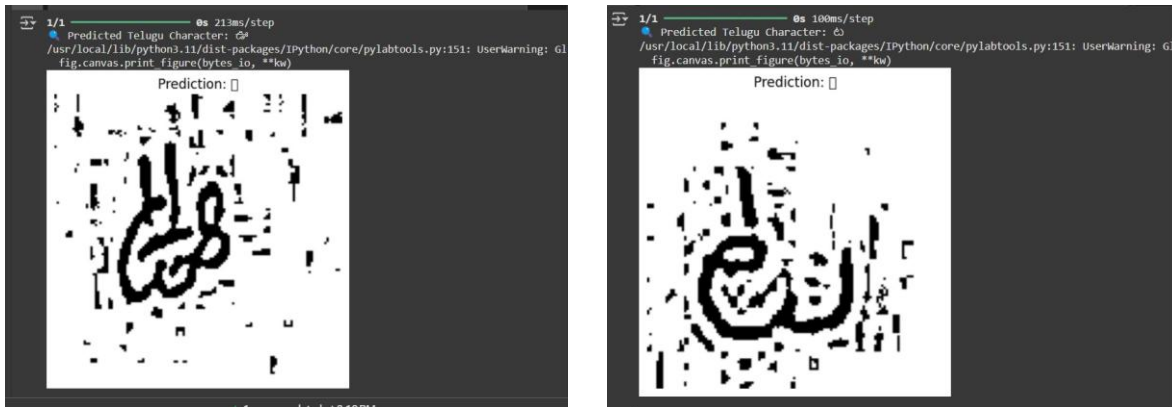 1/1 0s 213ms/step
Predicted Telugu Character:
/usr/local/lib/python3.11/dist-packages/IPython/core/pylabtools.py:151: UserWarning: Gl
fig.canvas.print_figure(bytes_io, **kw)
Prediction: ▯
1/1 0s 100ms/step
Predicted Telugu Character:
/usr/local/lib/python3.11/dist-packages/IPython/core/pylabtools.py:151: UserWarning: Gl
fig.canvas.print_figure(bytes_io, **kw)
Prediction: ▯